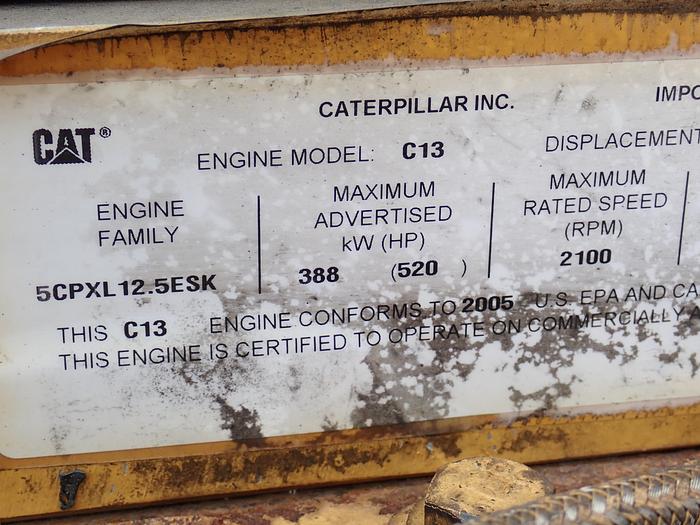 CATERPILLAR INC.
CAT®
ENGINE MODEL: C13
DISPLACEMENT
ENGINE
FAMILY
5CPXL12.5ESK
MAXIMUM
ADVERTISED
kW (HP)
388 (520 )
MAXIMUM
RATED SPEED
(RPM)
2100
THIS C13 ENGINE CONFORMS TO 2005 U.S. EPA AND
THIS ENGINE IS CERTIFIED TO OPERATE ON COMMERCIALLY